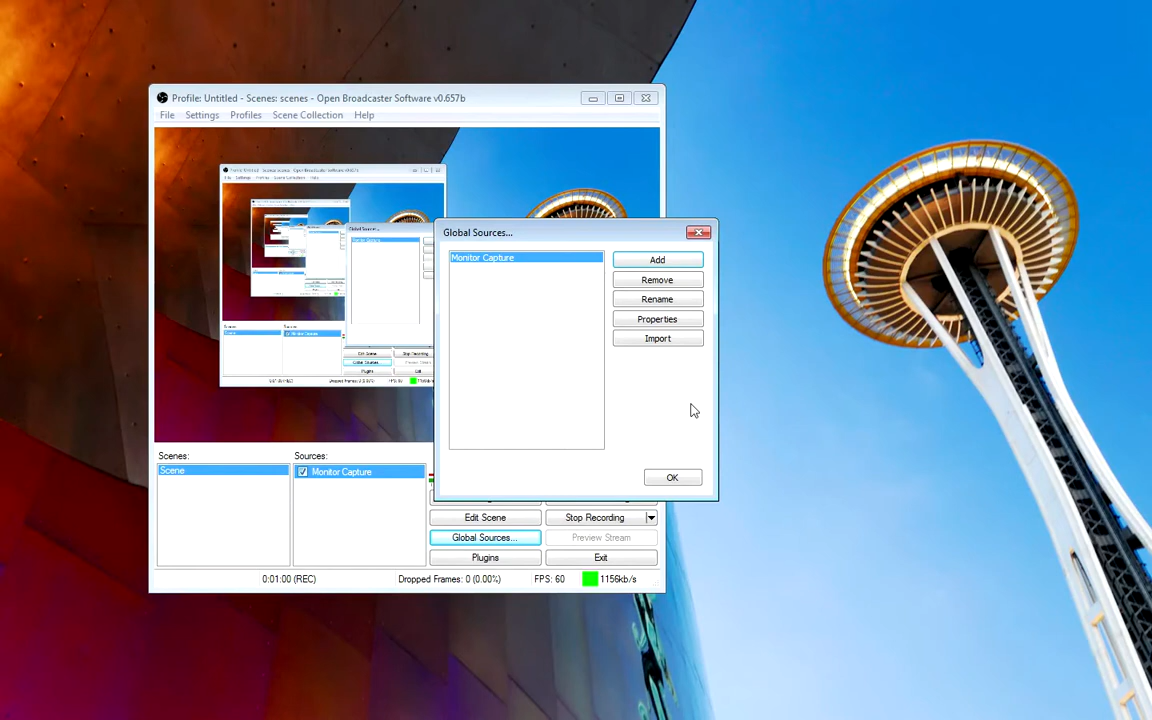 Profile: Untitled - Scenes: scenes - Open Broadcaster Software v0.657b
File Settings Profiles Scene Collection Help
Global Sources...
Monitor Capture
Add
Remove
Rename
Properties
Import
OK
Scenes:
Scene
Sources:
Monitor Capture
Edit Scene
Stop Recording
Global Sources...
Preview Stream
Plugins
Exit
0:01:00 (REC)
Dropped Frames: 0 (0.00%)
FPS: 60
1156kb/s